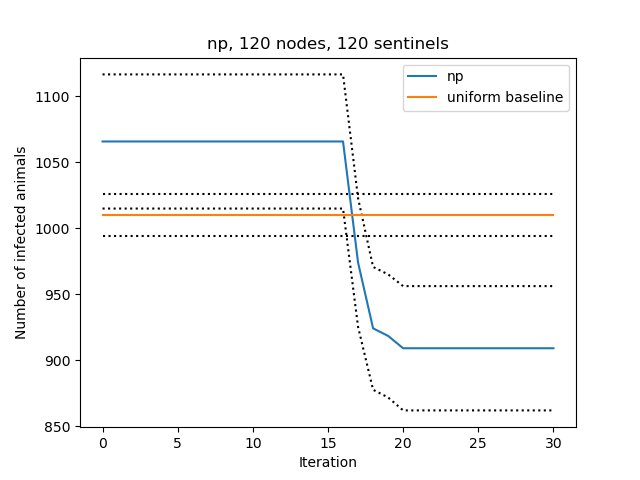 np, 120 nodes, 120 sentinels
np
uniform baseline
Number of infected animals
1100
1050
1000
950
900
850
0 5 10 15 20 25 30
Iteration